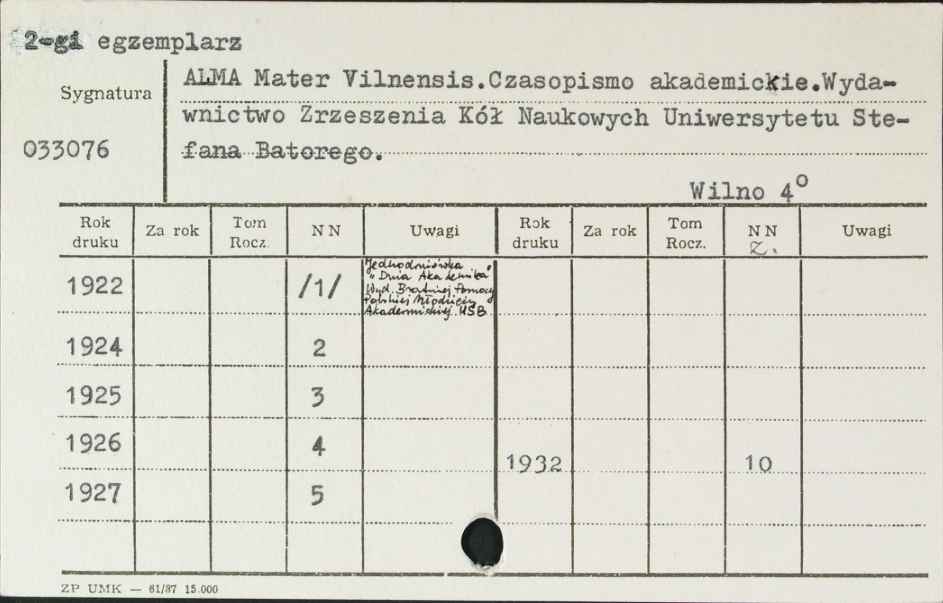 2-gi egzemplarz
Sygnatura
033076
ALMA Mater Vilnensis.Czasopismo akademickie.Wyda-
wnictwo Zrzeszenia Kół Naukowych Uniwersytetu Ste-
fana Batorego.
Wilno 4°
Rok druku Za rok Tom Rocz. NN Uwagi Rok druku Za rok Tom Rocz. NN Uwagi
Z.
1922 /1/ Jednodniówka
"Dnia Akademika"
Wyd. Bratniej Pomocy
Polskiej Młodzieży
Akademickiej USB
1924 2
1925 3
1926 4
1932 10
1927 5
ZP UMK — 61/87 15.000